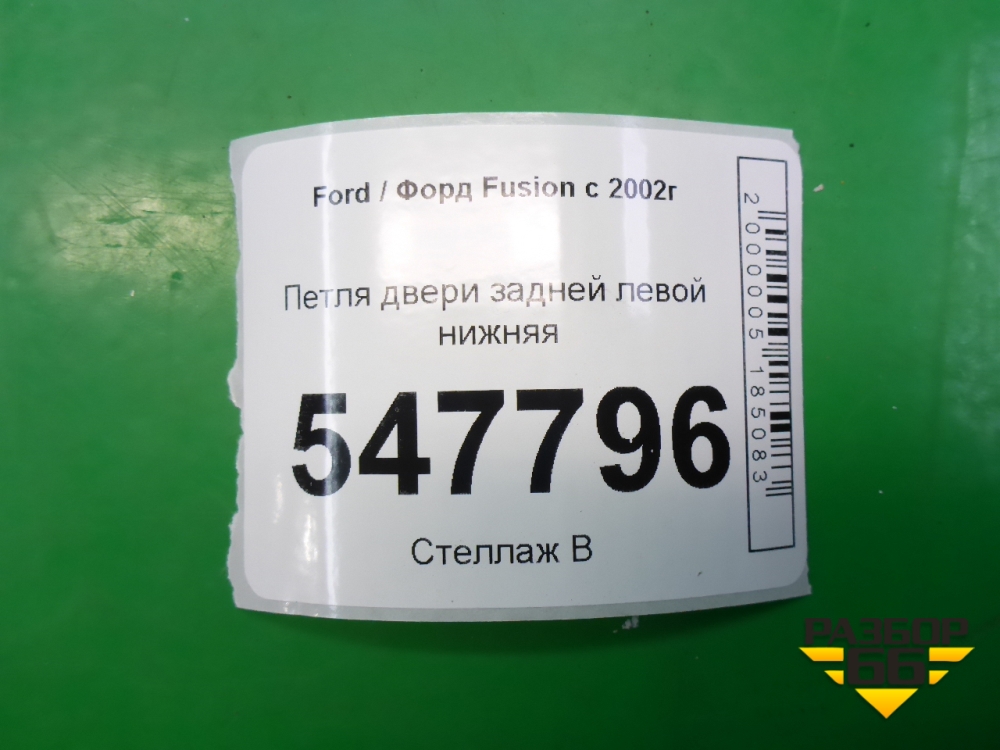 Ford / Форд Fusion с 2002г
Петля двери задней левой
нижняя
547796
Стеллаж В
2000005185083
РАЗБОР
66